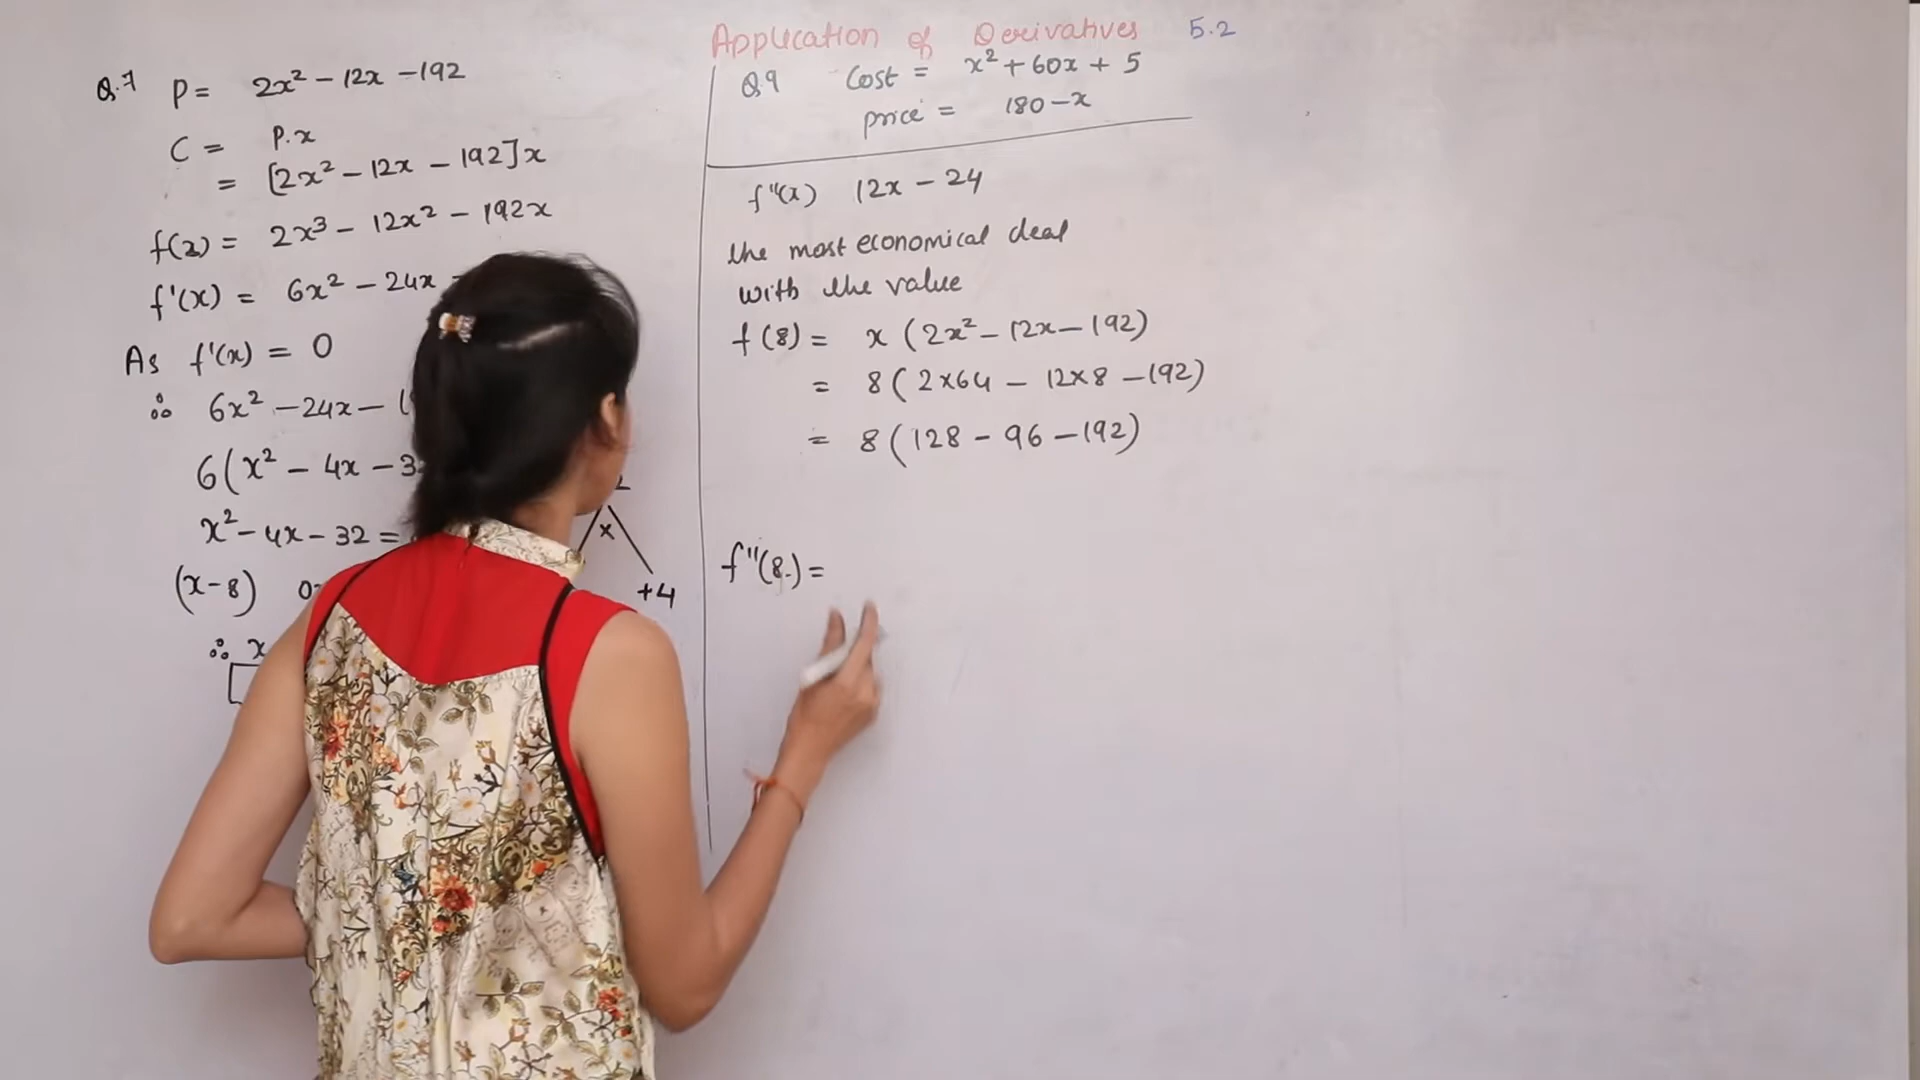 Application of Derivatives 5.2
Q.7 P = 2x² - 12x - 192
C = P.x
= [2x² - 12x - 192]x
f(x) = 2x³ - 12x² - 192x
f'(x) = 6x² - 24x -
As f'(x) = 0
∴ 6x² - 24x - 1
6(x² - 4x - 3
x² - 4x - 32 =
(x-8)
∴ x
x
+4
Q.9 Cost = x² + 60x + 5
price = 180 - x
f"(x) 12x - 24
the most economical deal
with the value
f(8) = x (2x² - 12x - 192)
= 8 (2×64 - 12×8 - 192)
= 8 (128 - 96 - 192)
f"(8.) =